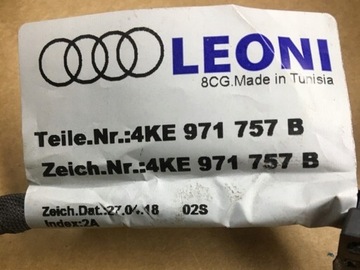 LEONI
8CG.Made in Tunisia
Teile.Nr.:4KE 971 757 B
Zeich.Nr.:4KE 971 757 B
Zeich.Dat.:27.04.18 02S
Index:2A